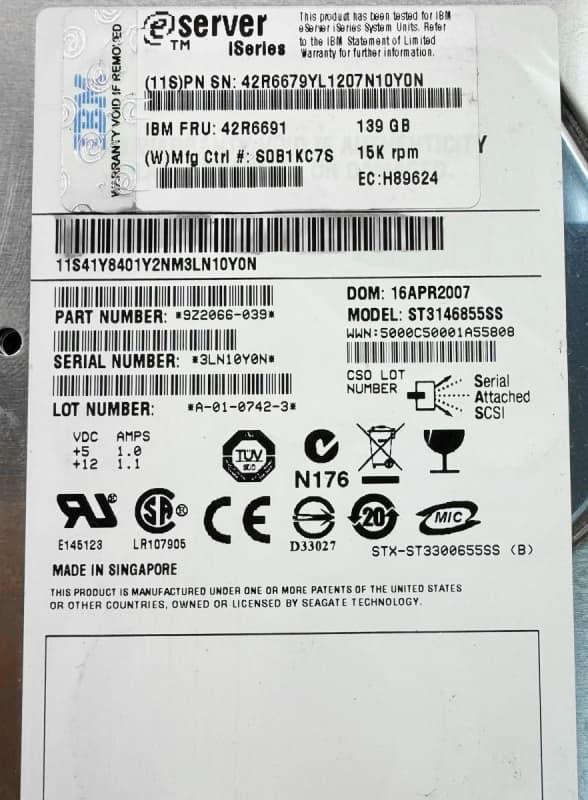 eserver
TM iSeries
This product has been tested for IBM
eServer iSeries System Units. Refer
to the IBM Statement of Limited
Warranty for further information.
WARRANTY VOID IF REMOVED
IBM
(11S)PN SN: 42R6679YL1207N10Y0N
IBM FRU: 42R6691 139 GB
(W)Mfg Ctrl #: S0B1KC7S 15K rpm
EC:H89624
11S41Y8401Y2NM3LN10Y0N
PART NUMBER: *9Z2066-039*
DOM: 16APR2007
MODEL: ST3146855SS
WWN:5000C50001A55808
SERIAL NUMBER: *3LN10Y0N*
CSO LOT
NUMBER
Serial
Attached
SCSI
LOT NUMBER: *A-01-0742-3*
VDC AMPS
+5 1.0
+12 1.1
TÜV
N176
E145123
LR107905
CE
D33027
20
MIC
STX-ST3300655SS (B)
MADE IN SINGAPORE
THIS PRODUCT IS MANUFACTURED UNDER ONE OR MORE PATENTS OF THE UNITED STATES
OR OTHER COUNTRIES, OWNED OR LICENSED BY SEAGATE TECHNOLOGY.